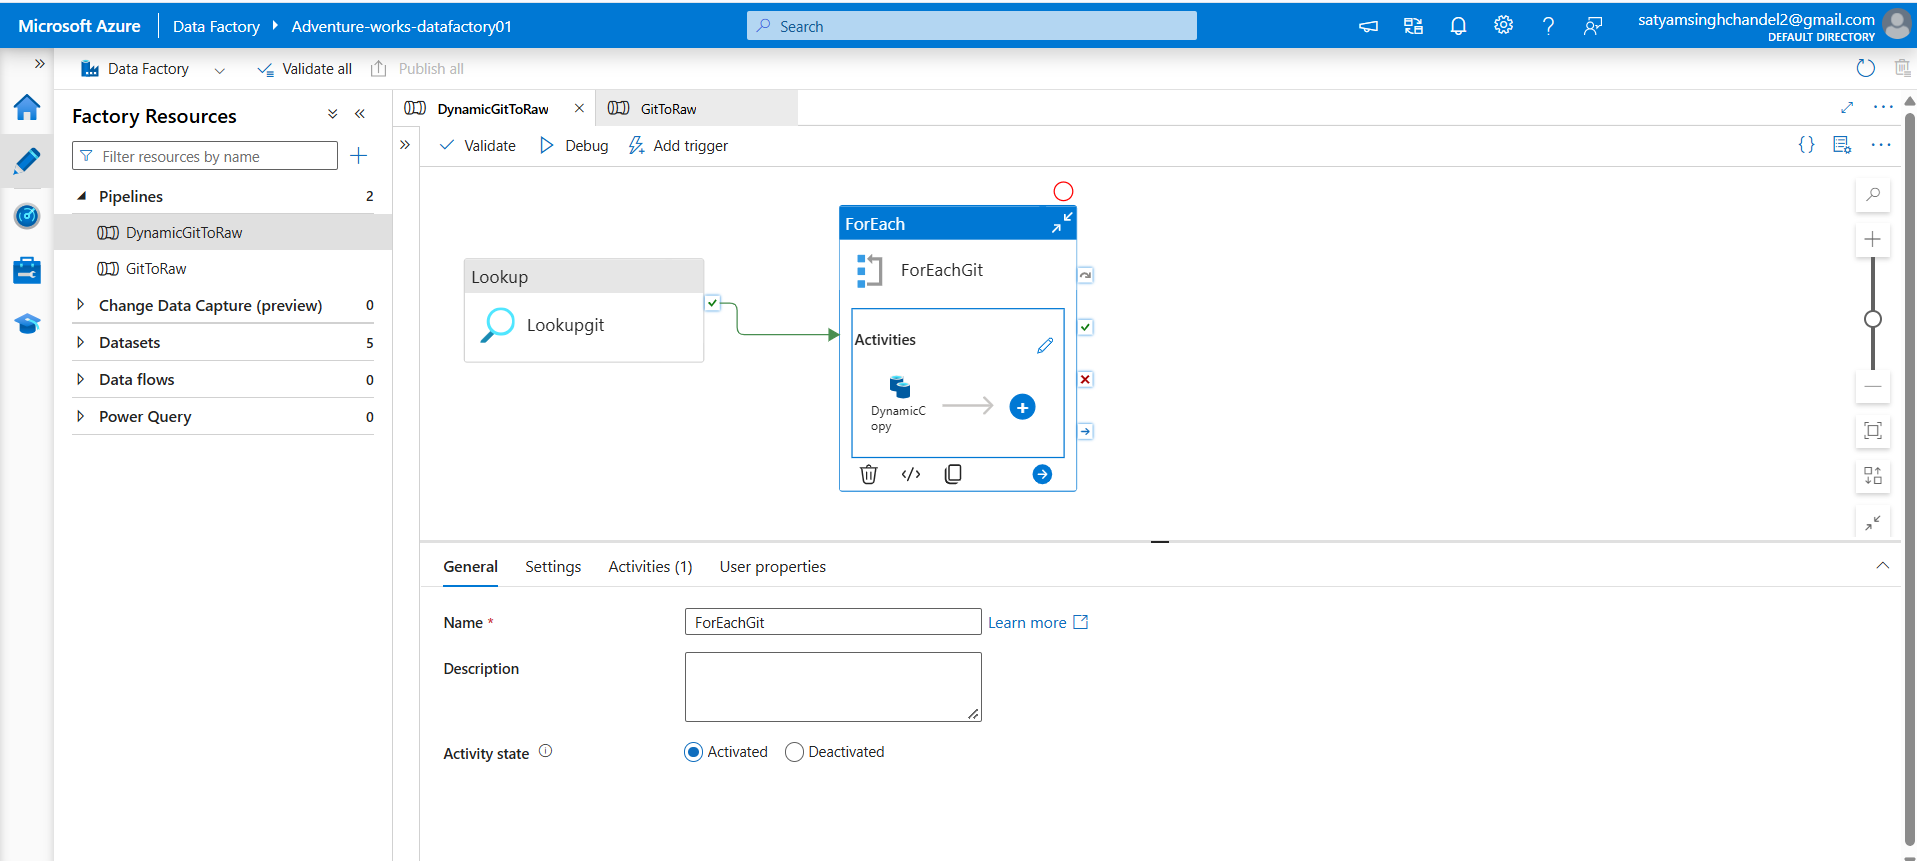 Microsoft Azure Data Factory Adventure-works-datafactory01 Search satyamsinghchandel2@gmail.com
DEFAULT DIRECTORY
Data Factory Validate all Publish all
Factory Resources
Filter resources by name
Pipelines 2
DynamicGitToRaw
GitToRaw
Change Data Capture (preview) 0
Datasets 5
Data flows 0
Power Query 0
DynamicGitToRaw GitToRaw
Validate Debug Add trigger
Lookup
Lookupgit
ForEach
ForEachGit
Activities
DynamicC
opy
General Settings Activities (1) User properties
Name * ForEachGit Learn more
Description
Activity state Activated Deactivated